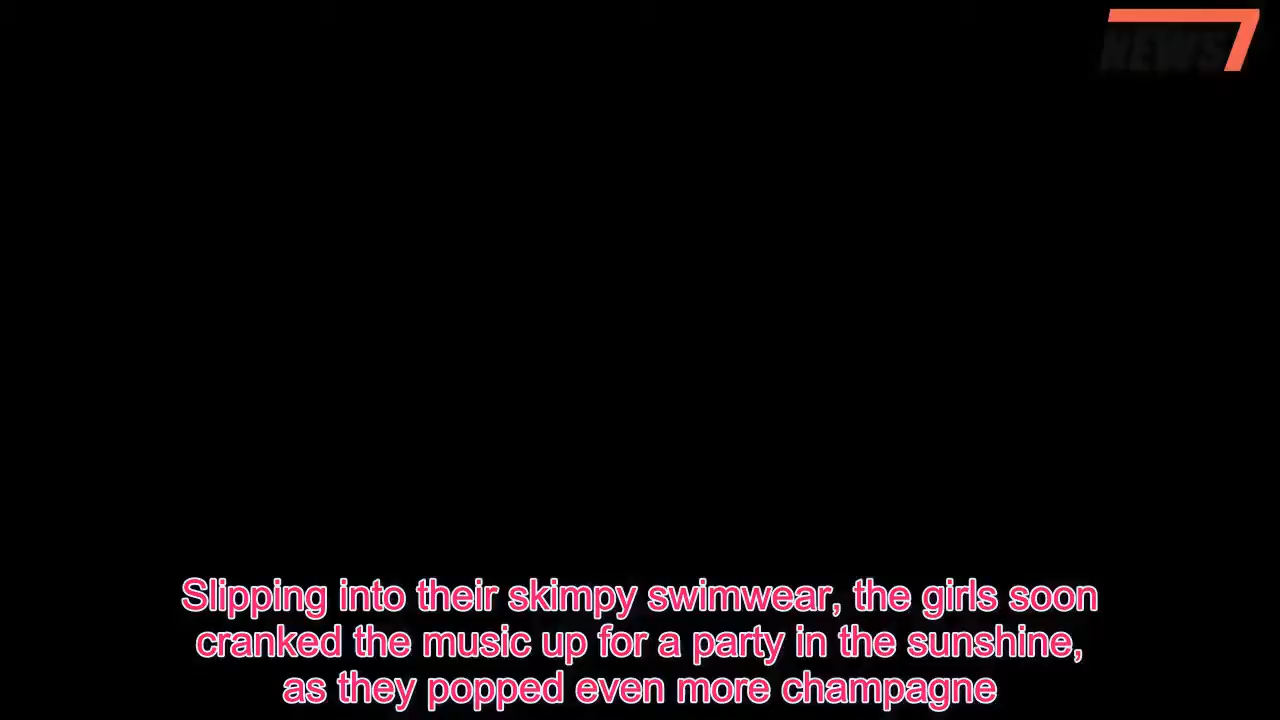 NEWS7
Slipping into their skimpy swimwear, the girls soon
cranked the music up for a party in the sunshine,
as they popped even more champagne